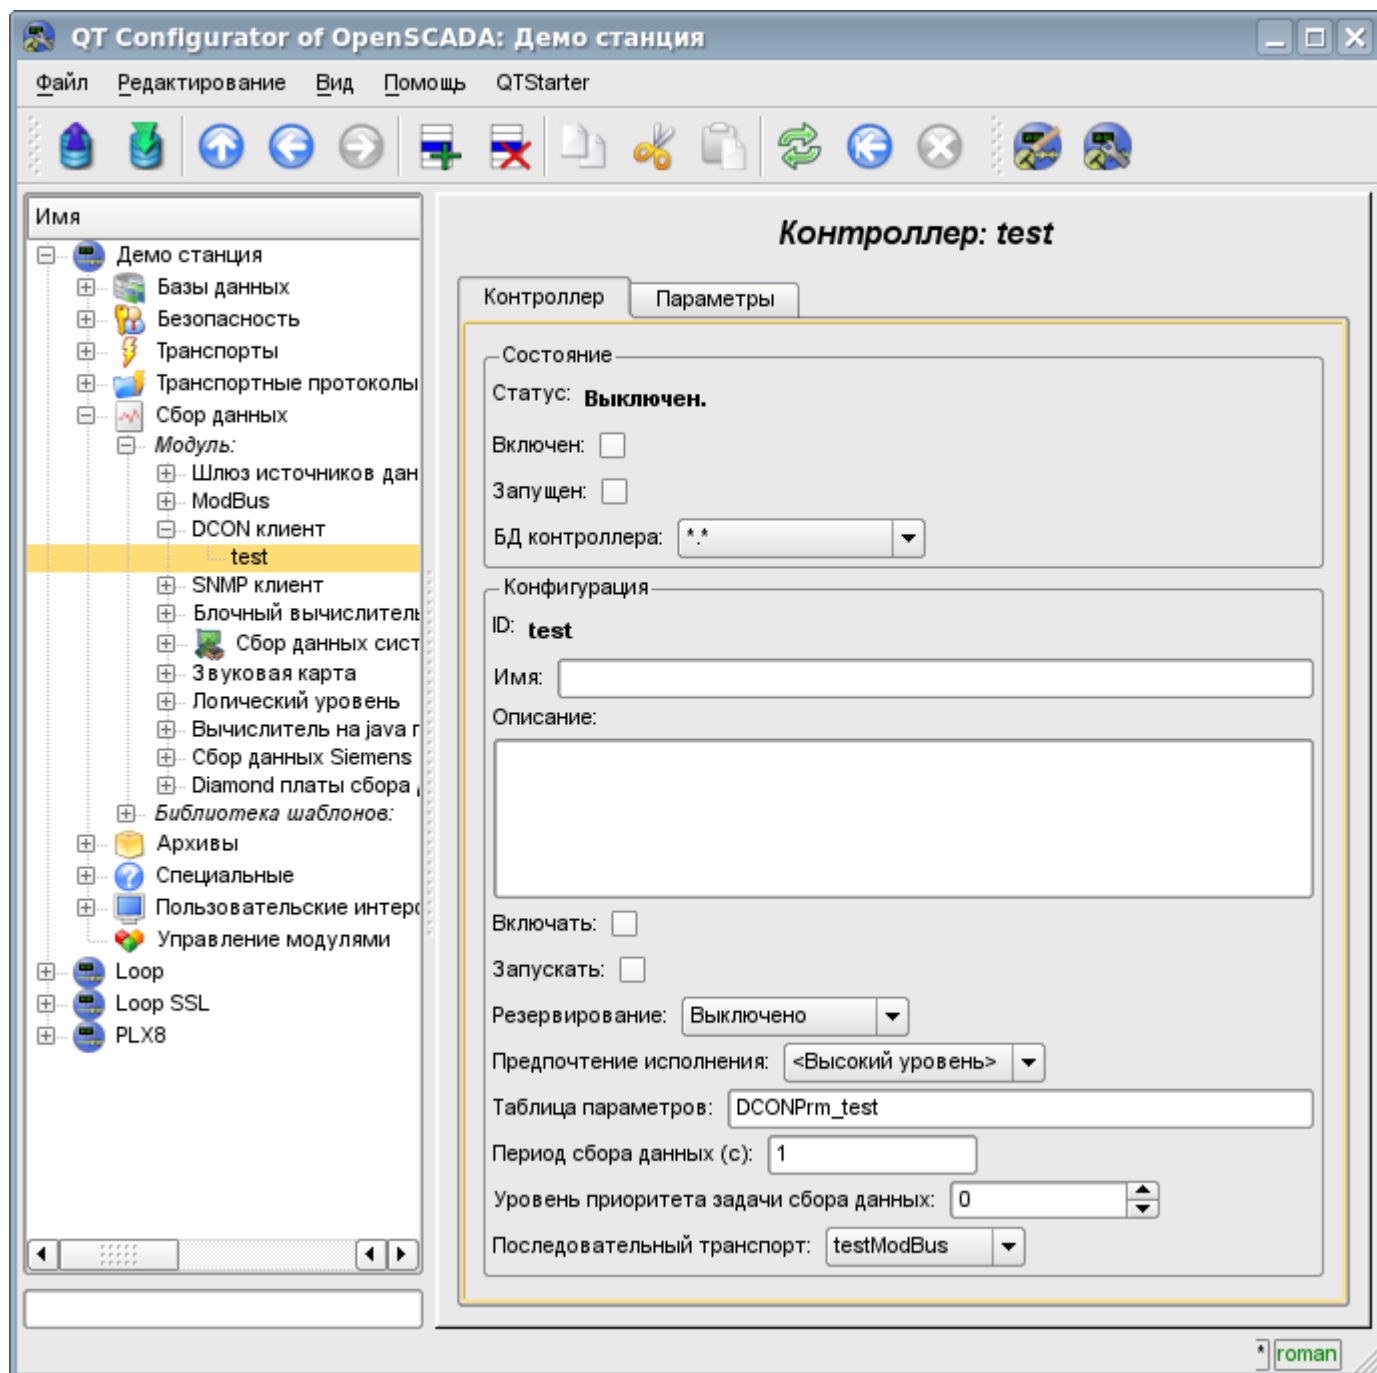 QT Configurator of OpenSCADA: Демо станция
Файл Редактирование Вид Помощь QTStarter
Имя
Демо станция
Базы данных
Безопасность
Транспорты
Транспортные протоколы
Сбор данных
Модуль:
Шлюз источников дан
ModBus
DCON клиент
test
SNMP клиент
Блочный вычислитель
Сбор данных сист
Звуковая карта
Логический уровень
Вычислитель на java п
Сбор данных Siemens
Diamond платы сбора
Библиотека шаблонов:
Архивы
Специальные
Пользовательские интерф
Управление модулями
Loop
Loop SSL
PLX8
Контроллер: test
Контроллер Параметры
Состояние
Статус: Выключен.
Включен:
Запущен:
БД контроллера: *.*
Конфигурация
ID: test
Имя:
Описание:
Включать:
Запускать:
Резервирование: Выключено
Предпочтение исполнения: <Высокий уровень>
Таблица параметров: DCONPrm_test
Период сбора данных (с): 1
Уровень приоритета задачи сбора данных: 0
Последовательный транспорт: testModBus
* roman